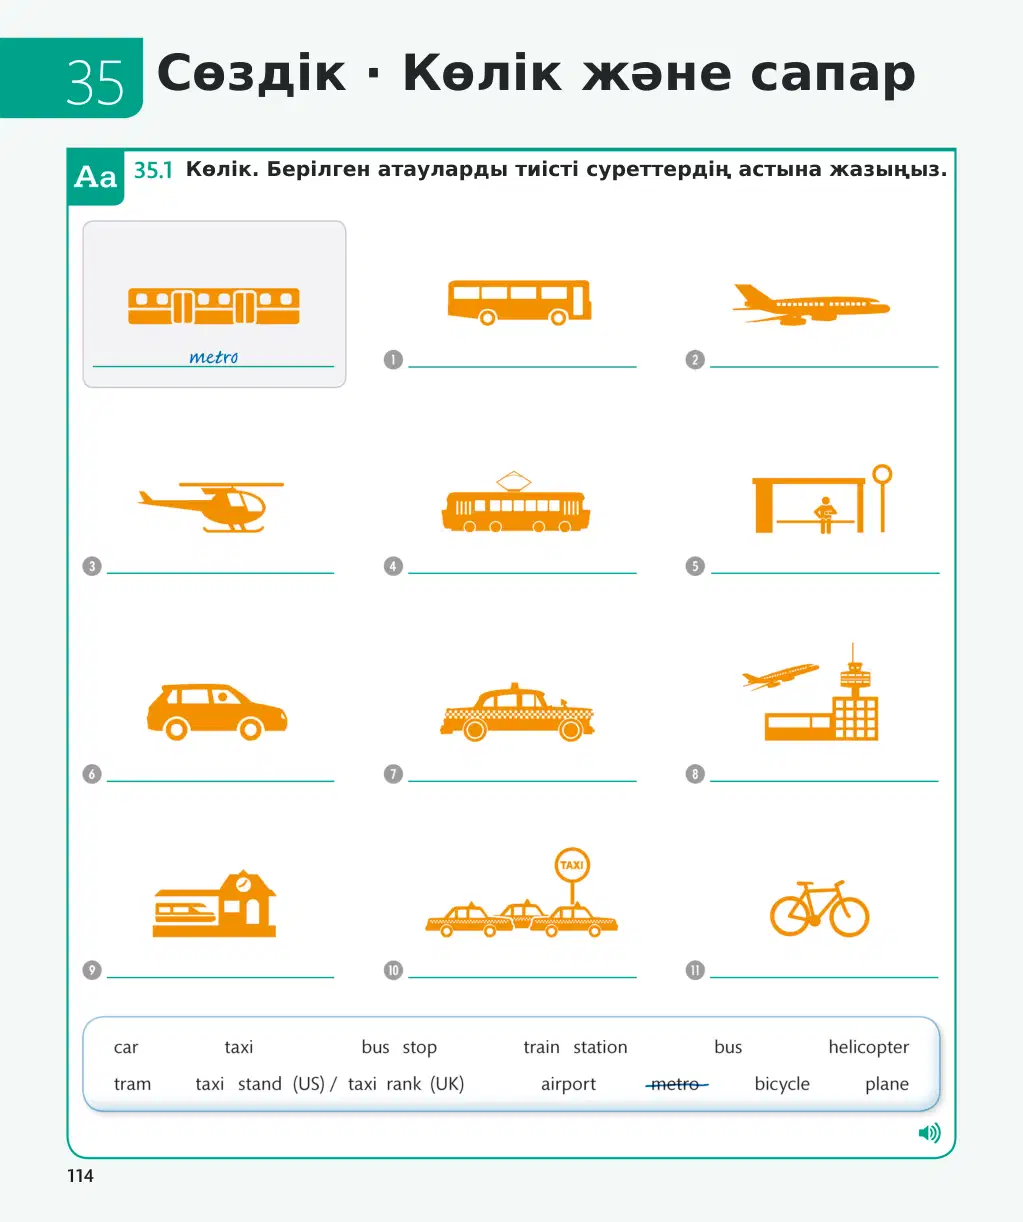 35 Сөздік · Көлік және сапар
Aa 35.1 Көлік. Берілген атауларды тиісті суреттердің астына жазыңыз.
metro
1
2
3
4
5
6
7
8
TAXI
9
10
11
car taxi bus stop train station bus helicopter
tram taxi stand (US) / taxi rank (UK) airport metro bicycle plane
114